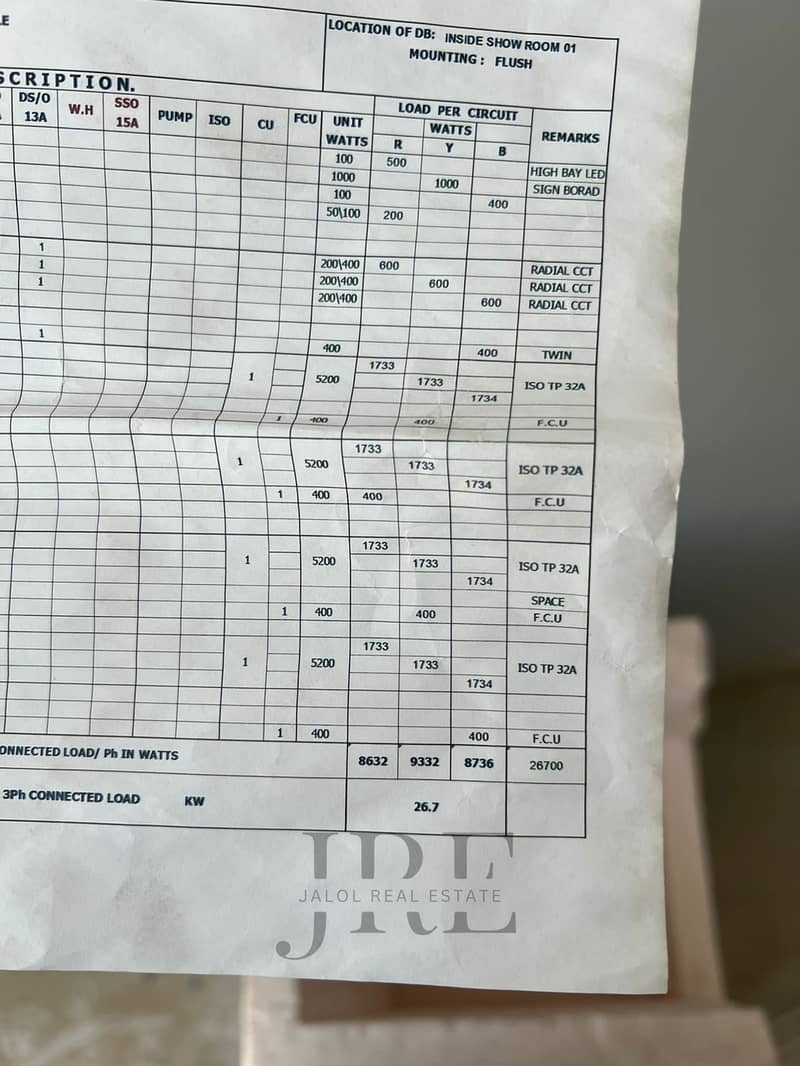 LE
LOCATION OF DB: INSIDE SHOW ROOM 01
MOUNTING : FLUSH
SCRIPTION.
DS/O 13A W.H SSO 15A PUMP ISO CU FCU UNIT WATTS LOAD PER CIRCUIT WATTS R Y B REMARKS
100 500 HIGH BAY LED
1000 1000 SIGN BORAD
100 400
50\100 200
1
1 200\400 600 RADIAL CCT
1 200\400 600 RADIAL CCT
200\400 600 RADIAL CCT
1
400 400 TWIN
1733
1 5200 1733 ISO TP 32A
1734
1 400 400 F.C.U
1733
1 5200 1733 ISO TP 32A
1734
1 400 400 F.C.U
1733
1 5200 1733 ISO TP 32A
1734
SPACE
1 400 400 F.C.U
1733
1 5200 1733 ISO TP 32A
1734
1 400 400 F.C.U
ONNECTED LOAD/ Ph IN WATTS 8632 9332 8736 26700
3Ph CONNECTED LOAD KW 26.7
JRE
JALOL REAL ESTATE